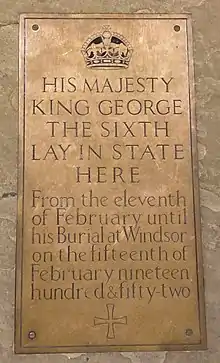 HIS MAJESTY
KING GEORGE
THE SIXTH
LAY IN STATE
HERE
From the eleventh
of February until
his Burial at Windsor
on the fifteenth of
February nineteen
hundred & fifty-two